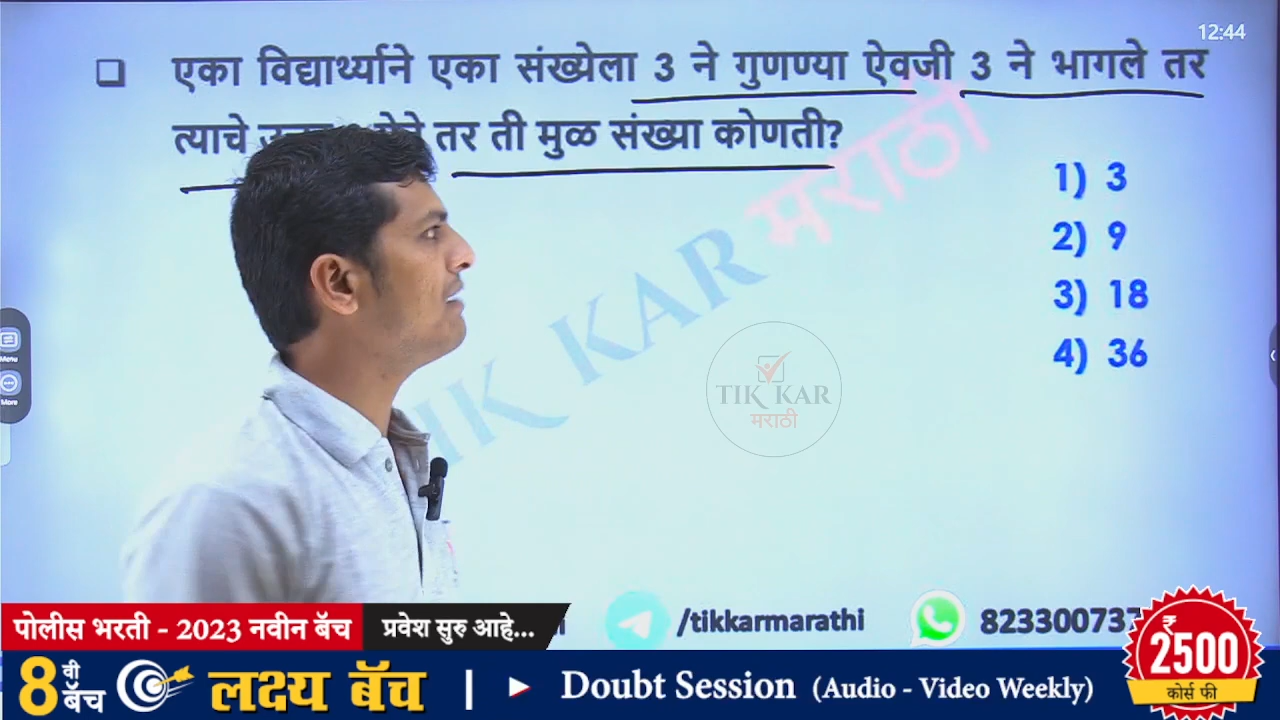 12:44
❑ एका विद्यार्थ्याने एका संख्येला 3 ने गुणण्या ऐवजी 3 ने भागले तर
त्याचे तर ती मुळ संख्या कोणती?
1) 3
2) 9
3) 18
4) 36
TIK KAR मराठी
TIK KAR
मराठी
Menu
More
/tikkarmarathi
82330073
पोलीस भरती - 2023 नवीन बॅच प्रवेश सुरु आहे...
₹
2500
कोर्स फी
8 वी बॅच लक्ष्य बॅच | ► Doubt Session (Audio - Video Weekly)